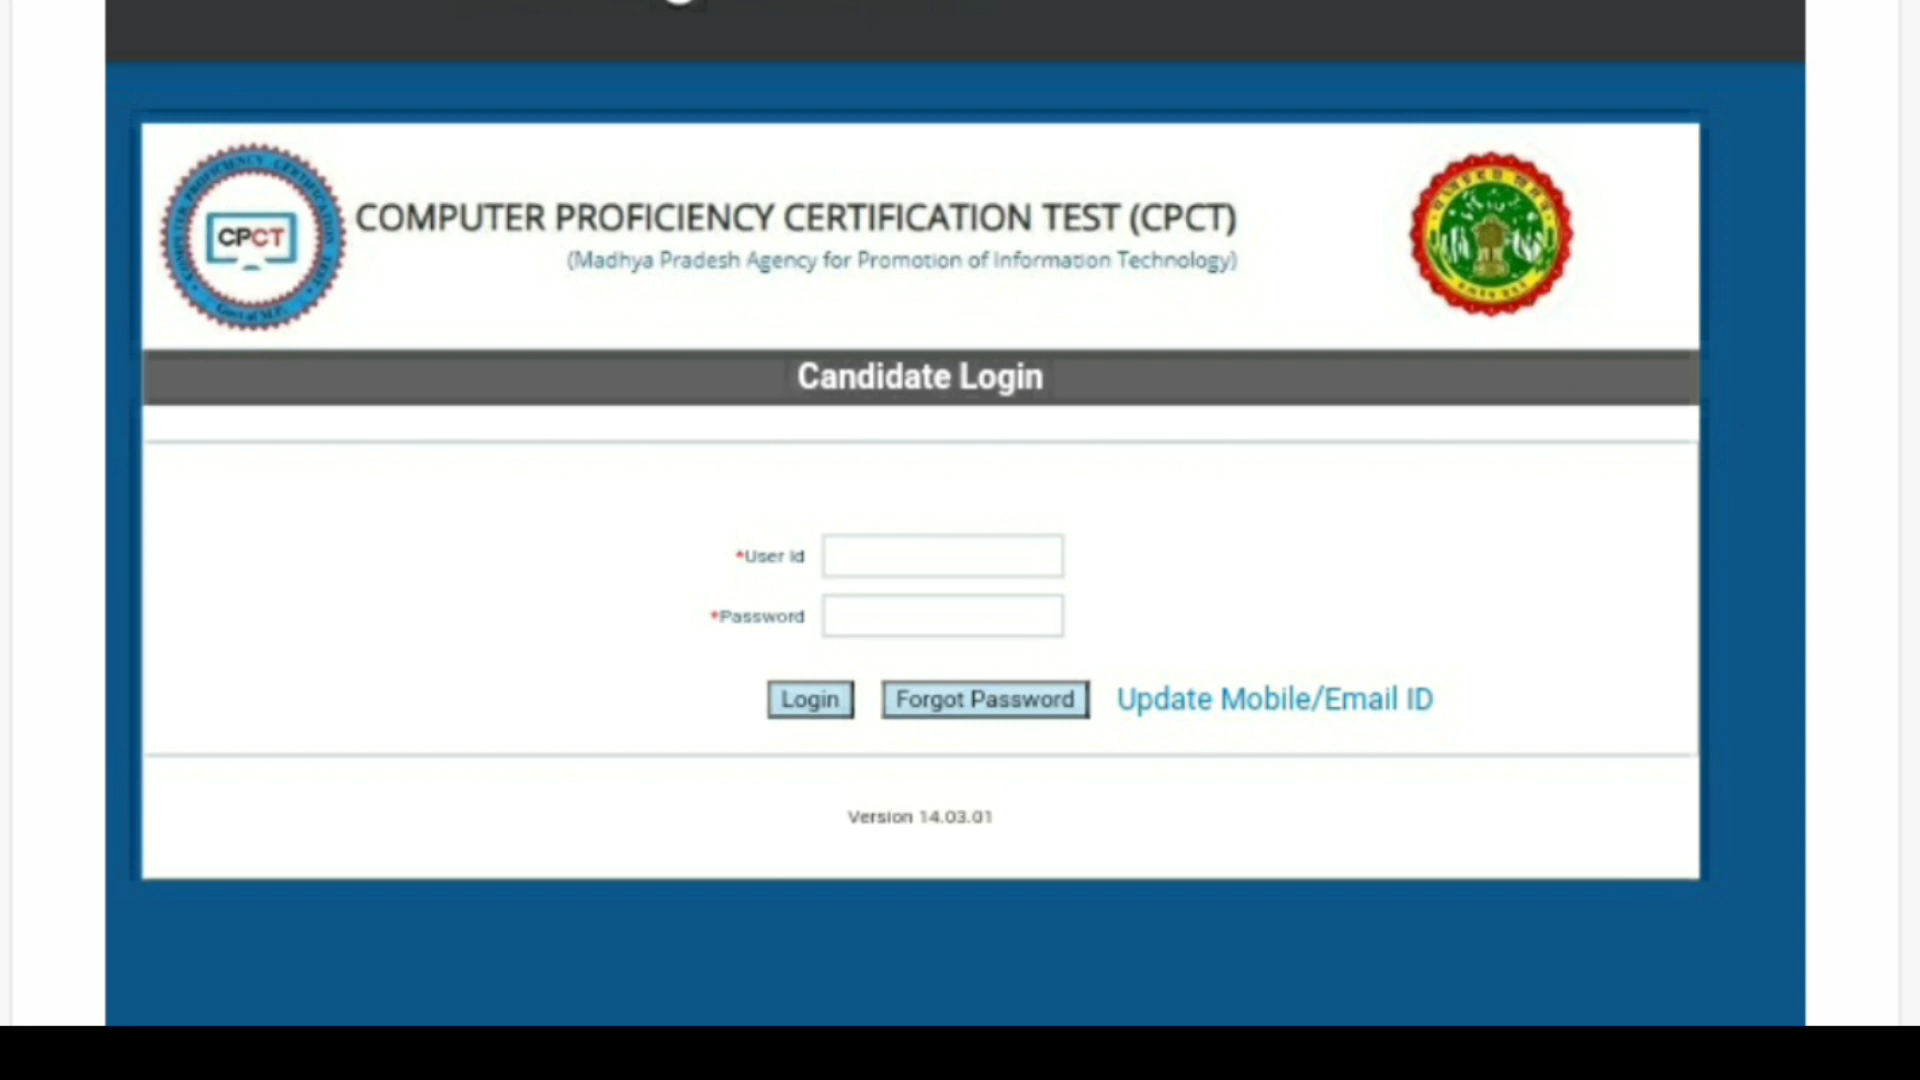 CPCT
COMPUTER PROFICIENCY CERTIFICATION TEST (CPCT)
(Madhya Pradesh Agency for Promotion of Information Technology)
Candidate Login
*User Id
*Password
Login Forgot Password Update Mobile/Email ID
Version 14.03.01